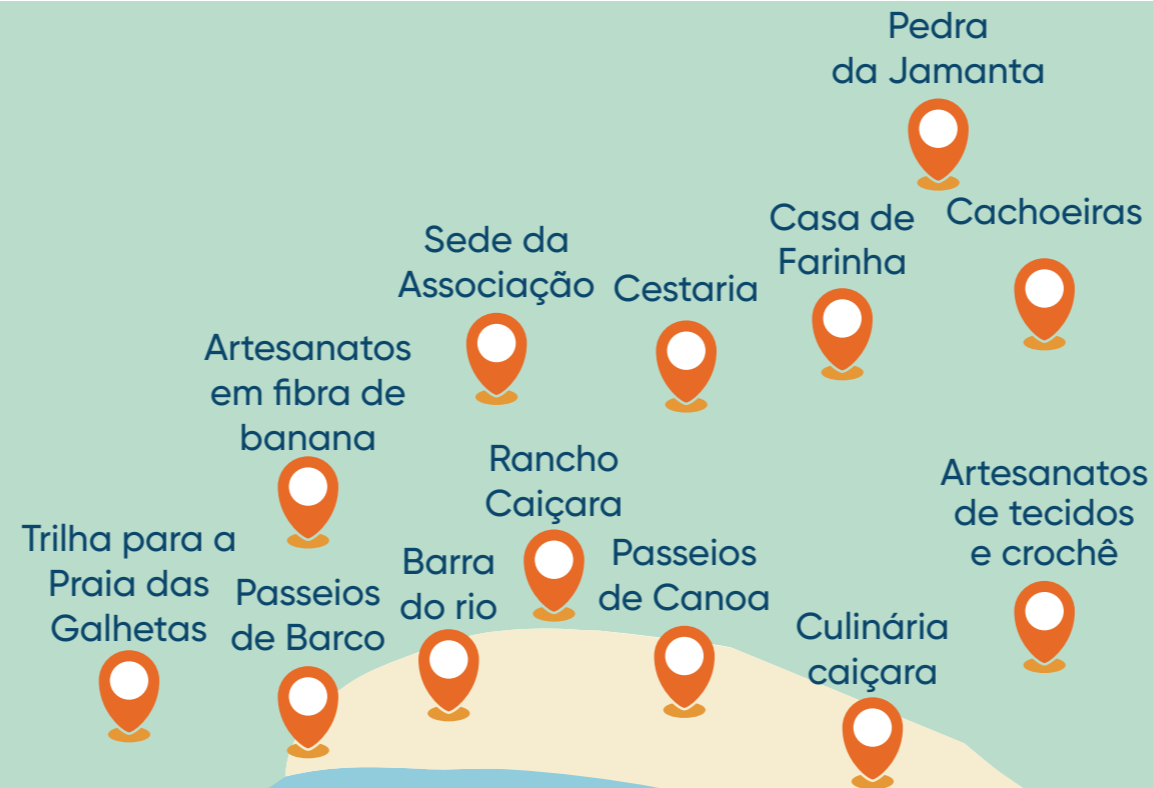 Pedra
da Jamanta
Cachoeiras
Casa de
Farinha
Sede da
Associação
Cestaria
Artesanatos
em fibra de
banana
Rancho
Caiçara
Artesanatos
de tecidos
e crochê
Trilha para a
Praia das
Galhetas
Passeios
de Barco
Barra
do rio
Passeios
de Canoa
Culinária
caiçara